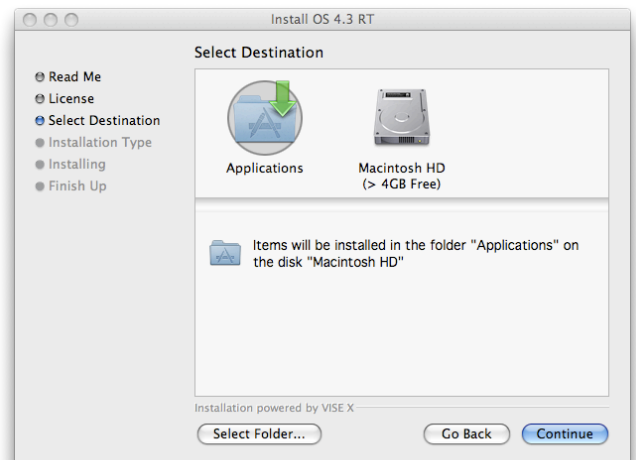 Install OS 4.3 RT
Select Destination
Read Me
License
Select Destination
Installation Type
Installing
Finish Up
Applications
Macintosh HD
(> 4GB Free)
Items will be installed in the folder "Applications" on
the disk "Macintosh HD"
Installation powered by VISE X
Select Folder...
Go Back
Continue